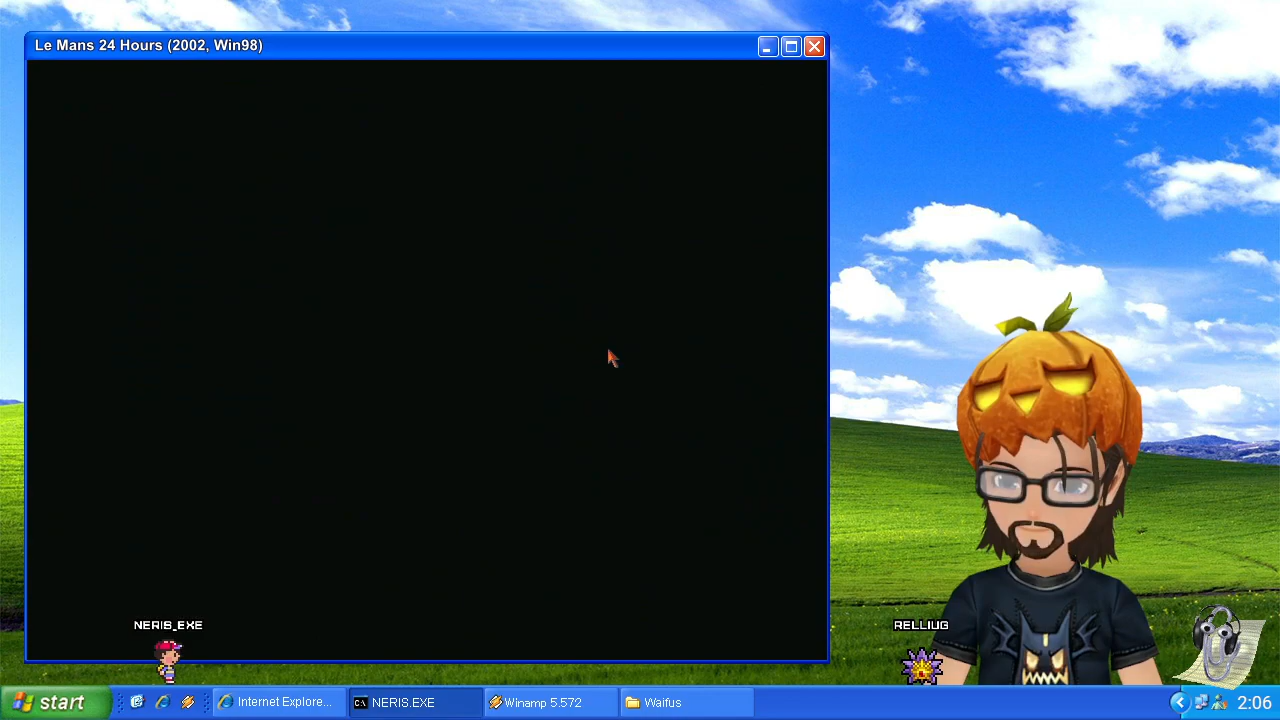 Le Mans 24 Hours (2002, Win98)
NERIS_EXE
RELLIUG
start
Internet Explore...
NERIS.EXE
Winamp 5.572
Waifus
2:06